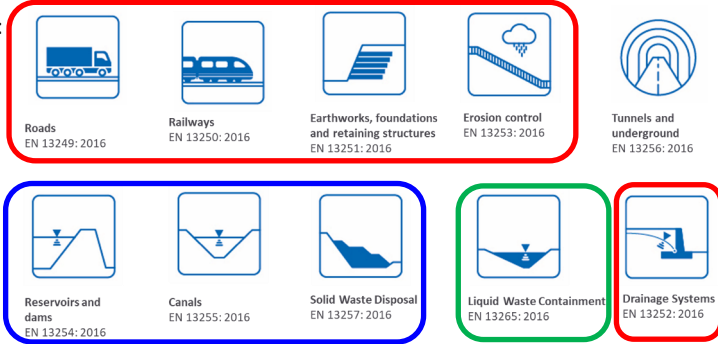 Roads
EN 13249: 2016
Railways
EN 13250: 2016
Earthworks, foundations
and retaining structures
EN 13251: 2016
Erosion control
EN 13253: 2016
Tunnels and
underground
EN 13256: 2016
Reservoirs and
dams
EN 13254: 2016
Canals
EN 13255: 2016
Solid Waste Disposal
EN 13257: 2016
Liquid Waste Containment
EN 13265: 2016
Drainage Systems
EN 13252: 2016